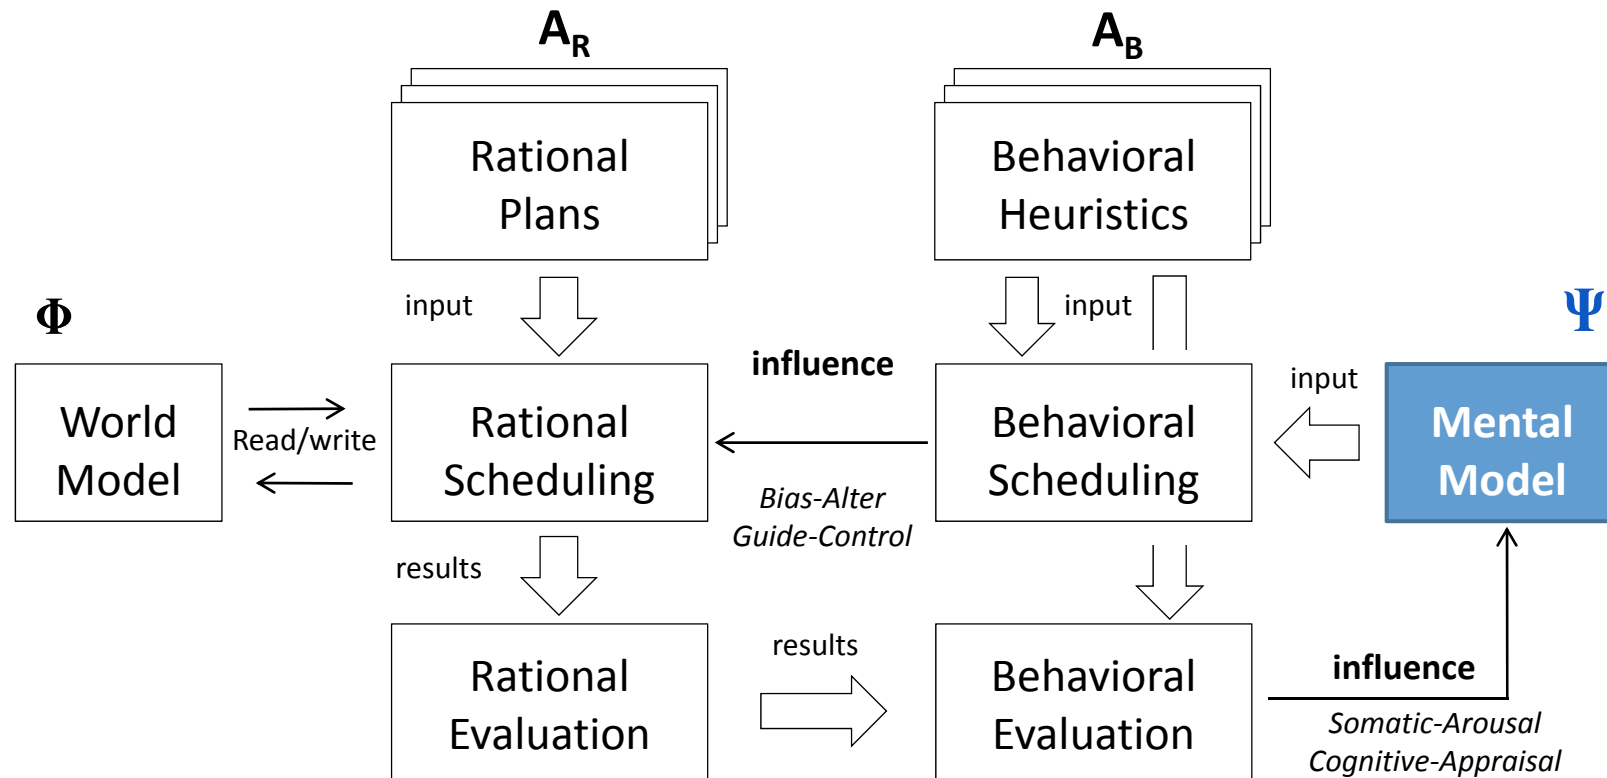 A_R
A_B
Rational
Plans
Behavioral
Heuristics
input
input
Φ
Ψ
influence
input
World
Model
Read/write
Rational
Scheduling
Behavioral
Scheduling
Mental
Model
Bias-Alter
Guide-Control
results
results
Rational
Evaluation
Behavioral
Evaluation
influence
Somatic-Arousal
Cognitive-Appraisal